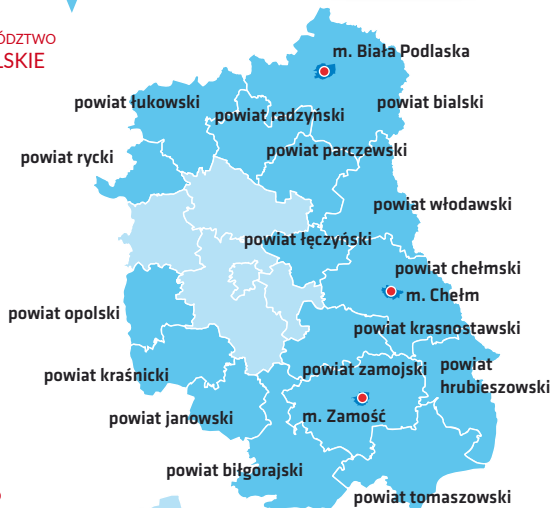 m. Biała Podlaska
LSKIE
powiat łukowski
powiat radzyński
powiat bialski
powiat rycki
powiat parczewski
powiat włodawski
powiat łęczyński
powiat chełmski
m. Chełm
powiat opolski
powiat krasnostawski
powiat zamojski
powiat
hrubieszowski
powiat kraśnicki
powiat janowski
m. Zamość
powiat biłgorajski
powiat tomaszowski